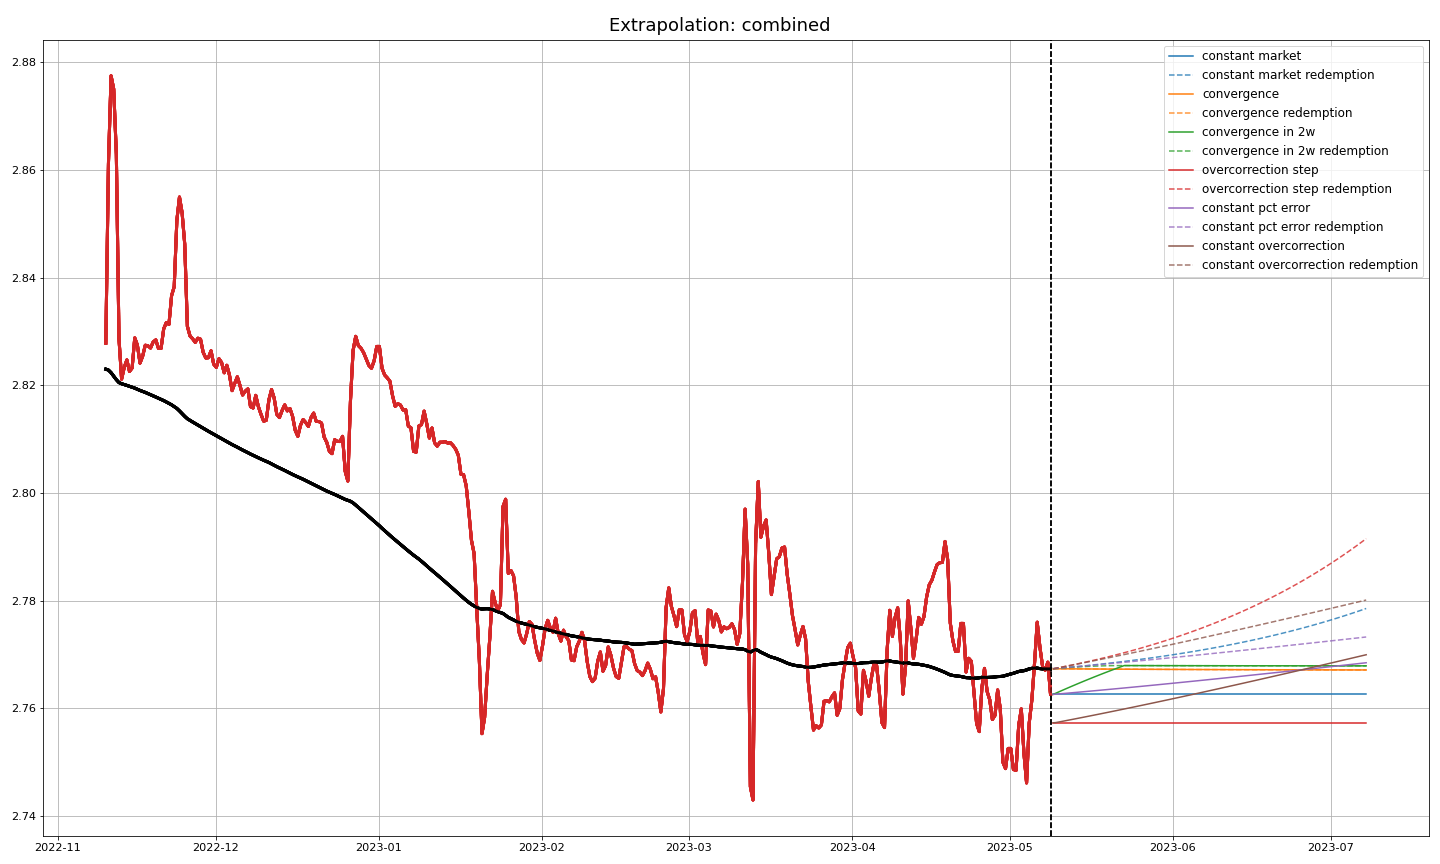 Extrapolation: combined
constant market
constant market redemption
convergence
convergence redemption
convergence in 2w
convergence in 2w redemption
overcorrection step
overcorrection step redemption
constant pct error
constant pct error redemption
constant overcorrection
constant overcorrection redemption
2.88
2.86
2.84
2.82
2.80
2.78
2.76
2.74
2022-11 2022-12 2023-01 2023-02 2023-03 2023-04 2023-05 2023-06 2023-07